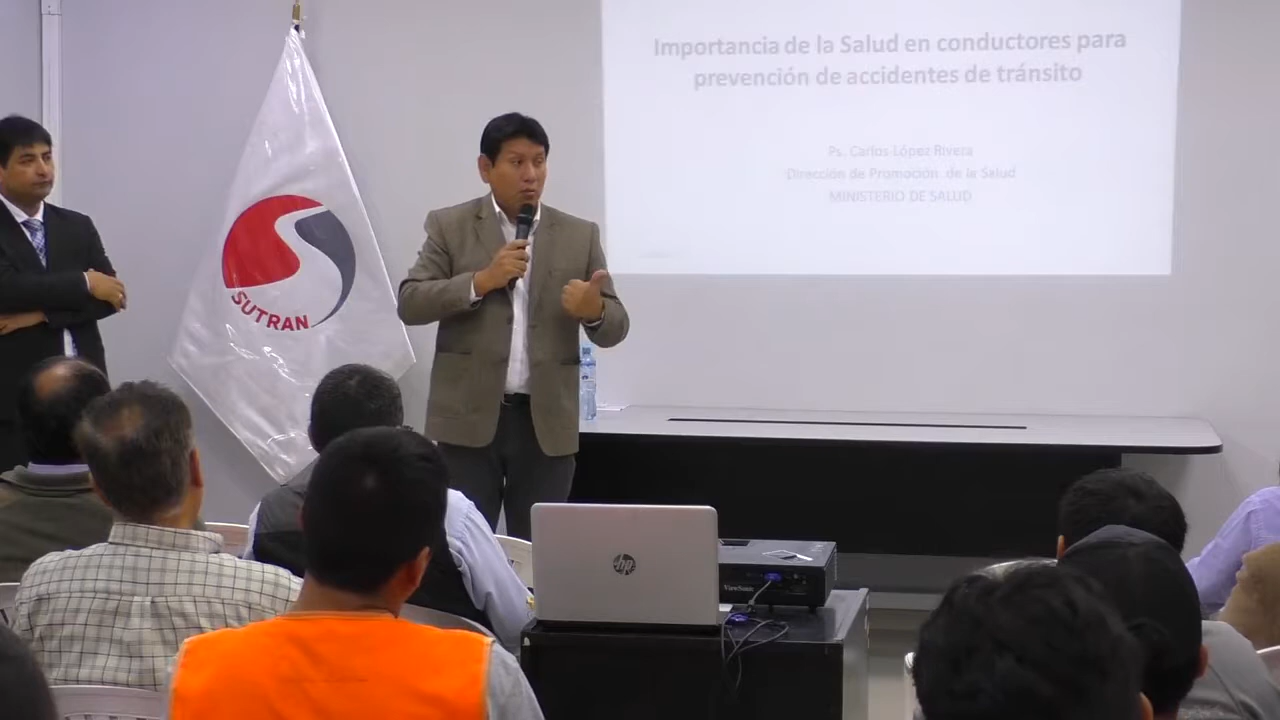 Importancia de la Salud en conductores para
prevención de accidentes de tránsito
Ps. Carlos López Rivera
Dirección de Promoción de la Salud
MINISTERIO DE SALUD
SUTRAN
hp
ViewSonic